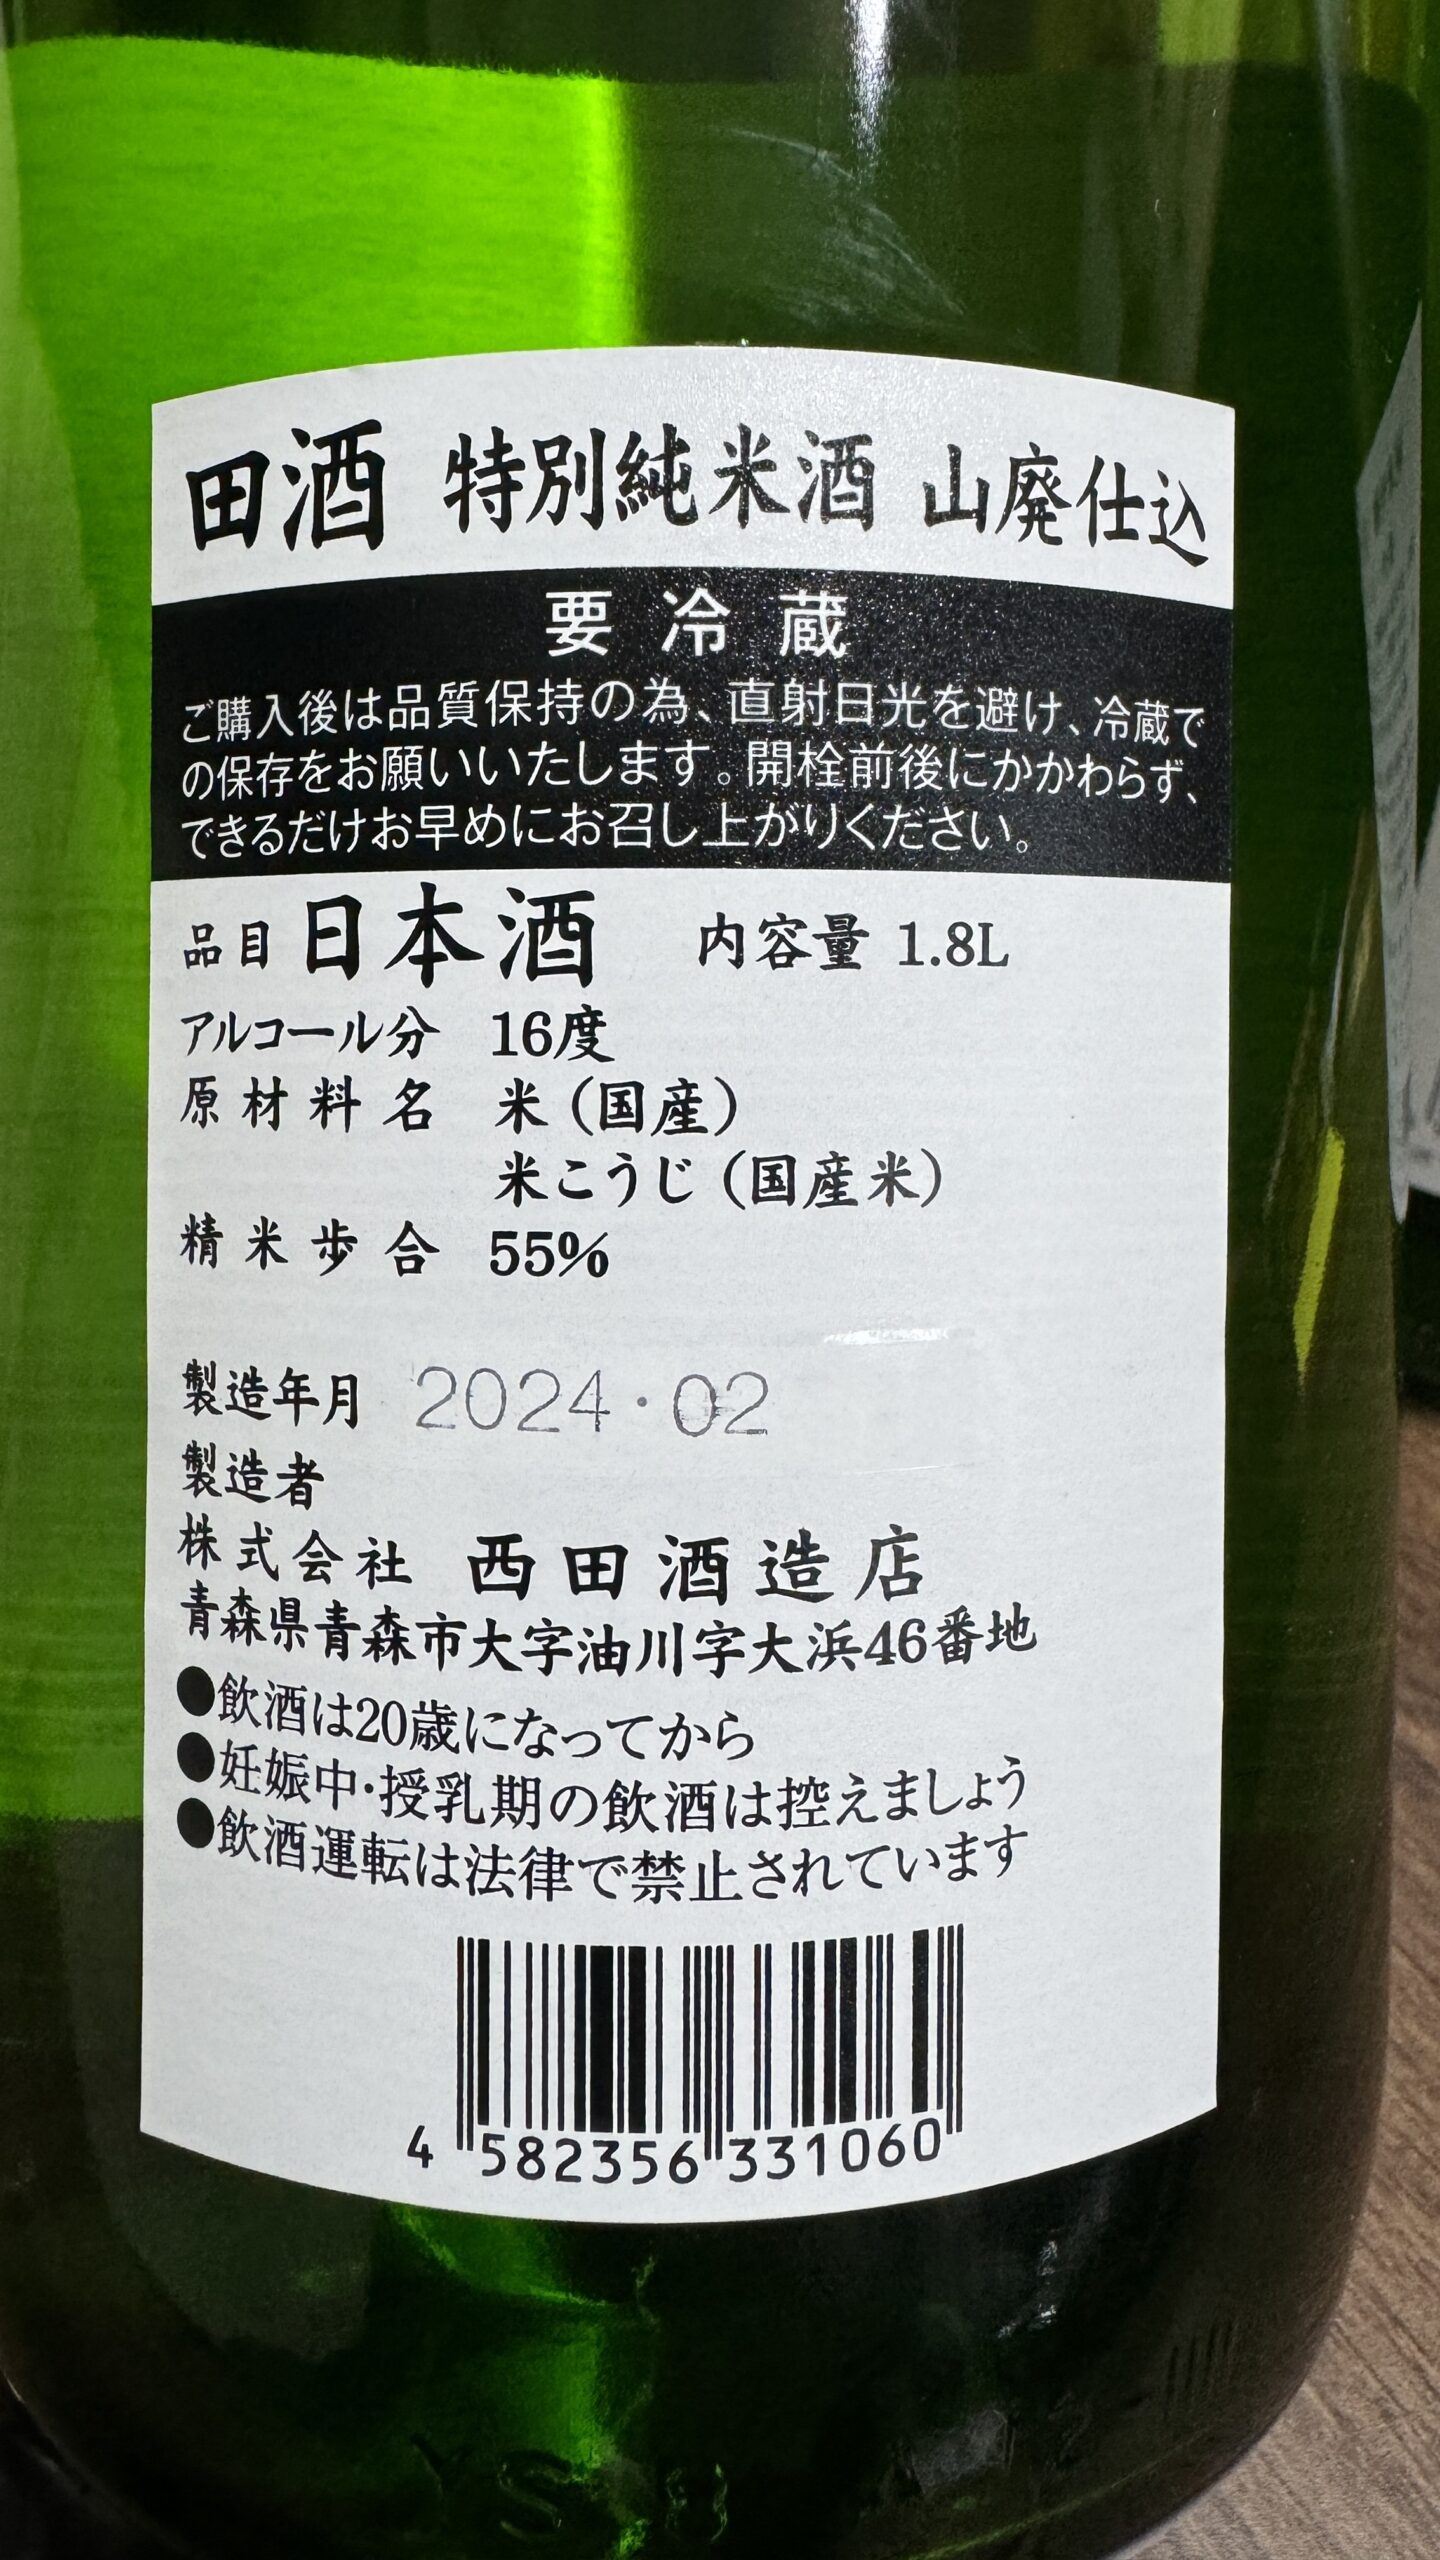 田酒 特別純米酒 山廃仕込
要冷蔵
ご購入後は品質保持の為、直射日光を避け、冷蔵で
の保存をお願いいたします。開栓前後にかかわらず、
できるだけお早めにお召し上がりください。
品目 日本酒 内容量 1.8L
アルコール分 16度
原材料名 米(国産)
米こうじ(国産米)
精米歩合 55%
製造年月 2024・02
製造者
株式会社 西田酒造店
青森県青森市大字油川字大浜46番地
●飲酒は20歳になってから
●妊娠中・授乳期の飲酒は控えましょう
●飲酒運転は法律で禁止されています
4 582356 331060